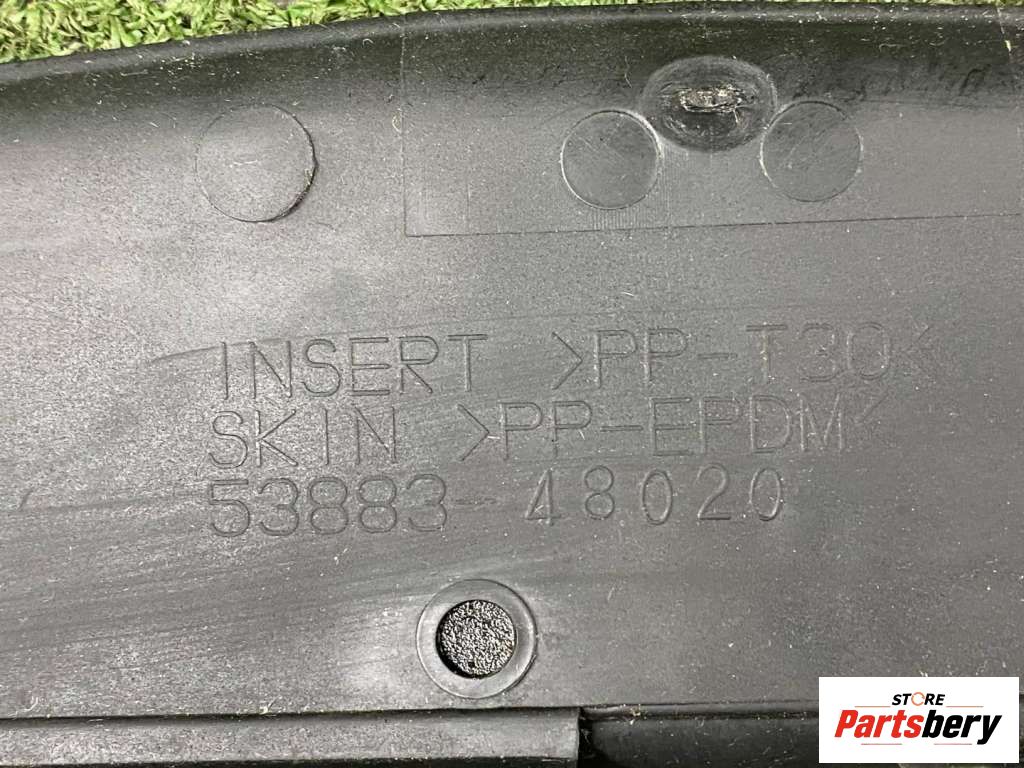 INSERT >PP-T30<
SKIN >PP-EPDM<
53883-48020
STORE
Partsbery